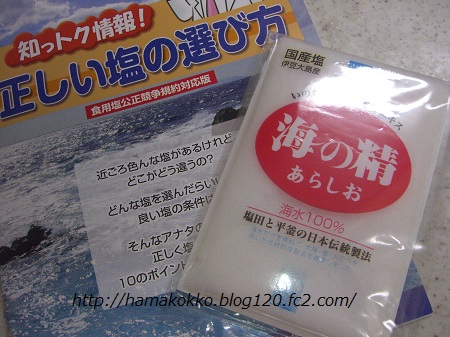 知っトク情報!
正しい塩の選び方
食用塩公正競争規約対応版
近ごろ色んな塩があるけれど
どこがどう違うの?
どんな塩を選んだらい
良い塩の条件は
そんなアナタの
正しく塩
10のポイント
国産塩
伊豆大島産
海の精
あらしお
海水100%
塩田と平釜の日本伝統製法
http://hamakokko.blog120.fc2.com/